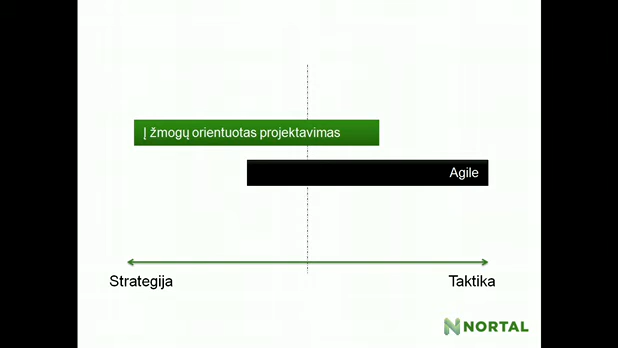 Į žmogų orientuotas projektavimas
Agile
Strategija
Taktika
NORTAL